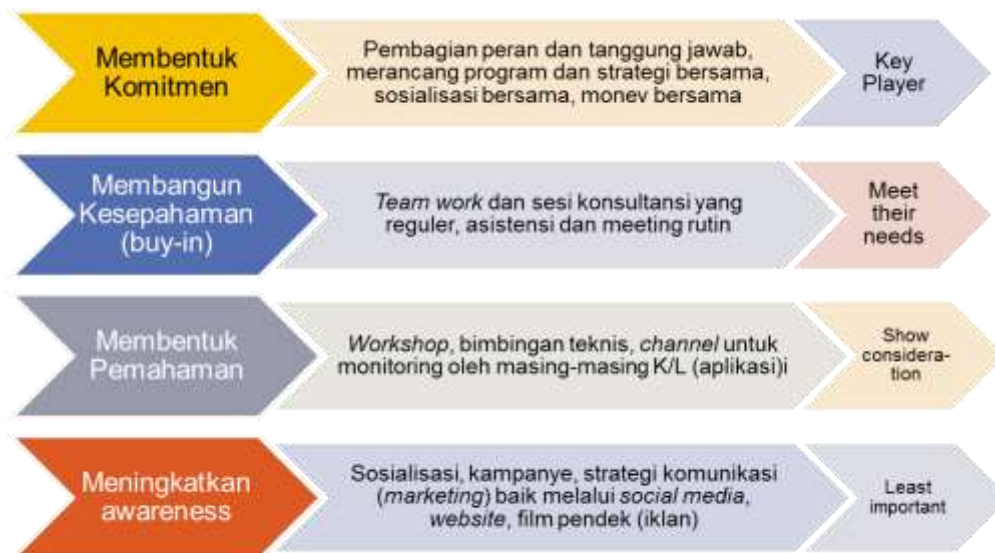 Membentuk
Komitmen
Pembagian peran dan tanggung jawab,
merancang program dan strategi bersama,
sosialisasi bersama, monev bersama
Key
Player
Membangun
Kesepahaman
(buy-in)
Team work dan sesi konsultansi yang
reguler, asistensi dan meeting rutin
Meet
their
needs
Membentuk
Pemahaman
Workshop, bimbingan teknis, channel untuk
monitoring oleh masing-masing K/L (aplikasi)i
Show
considera-
tion
Meningkatkan
awareness
Sosialisasi, kampanye, strategi komunikasi
(marketing) baik melalui social media,
website, film pendek (iklan)
Least
important